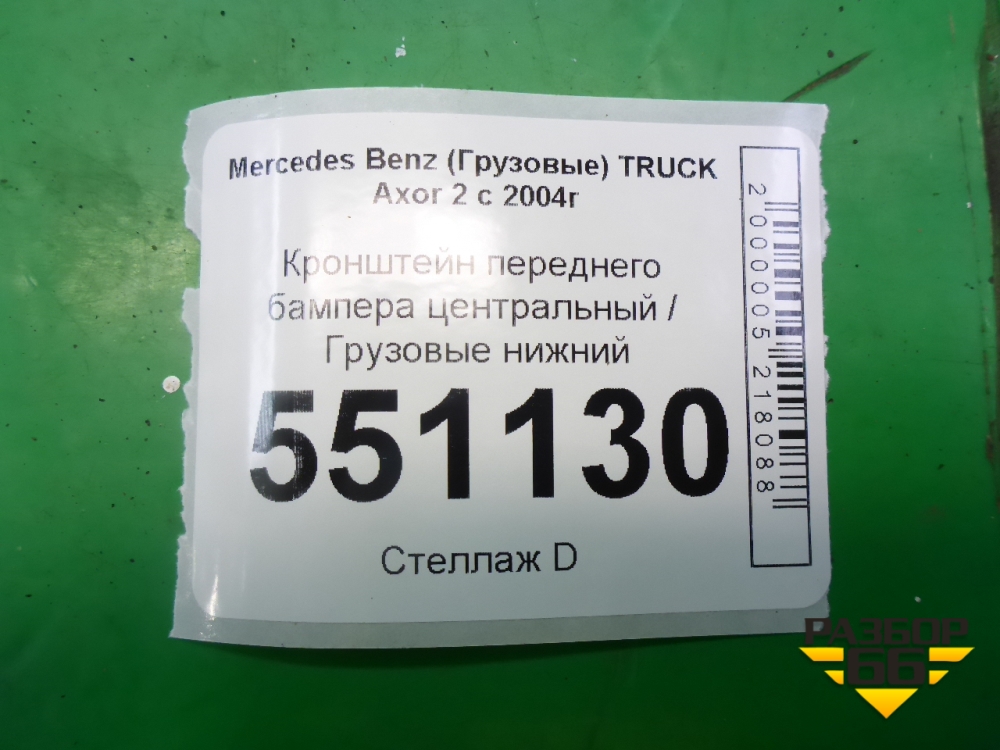 Mercedes Benz (Грузовые) TRUCK
Axor 2 с 2004г
Кронштейн переднего
бампера центральный /
Грузовые нижний
551130
Стеллаж D
2000005218088
РАЗБОР
66